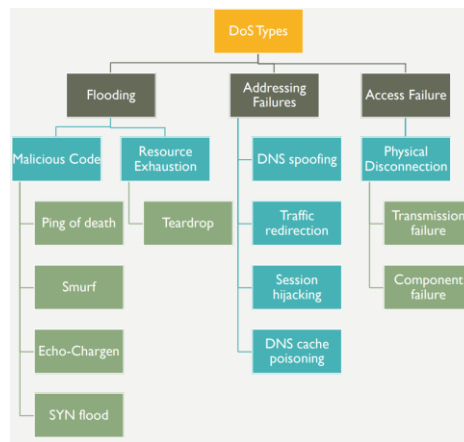 DoS Types
Flooding
Addressing
Failures
Access Failure
Malicious Code
Resource
Exhaustion
DNS spoofing
Physical
Disconnection
Ping of death
Teardrop
Traffic
redirection
Transmission
failure
Smurf
Session
hijacking
Component
failure
Echo-Chargen
DNS cache
poisoning
SYN flood